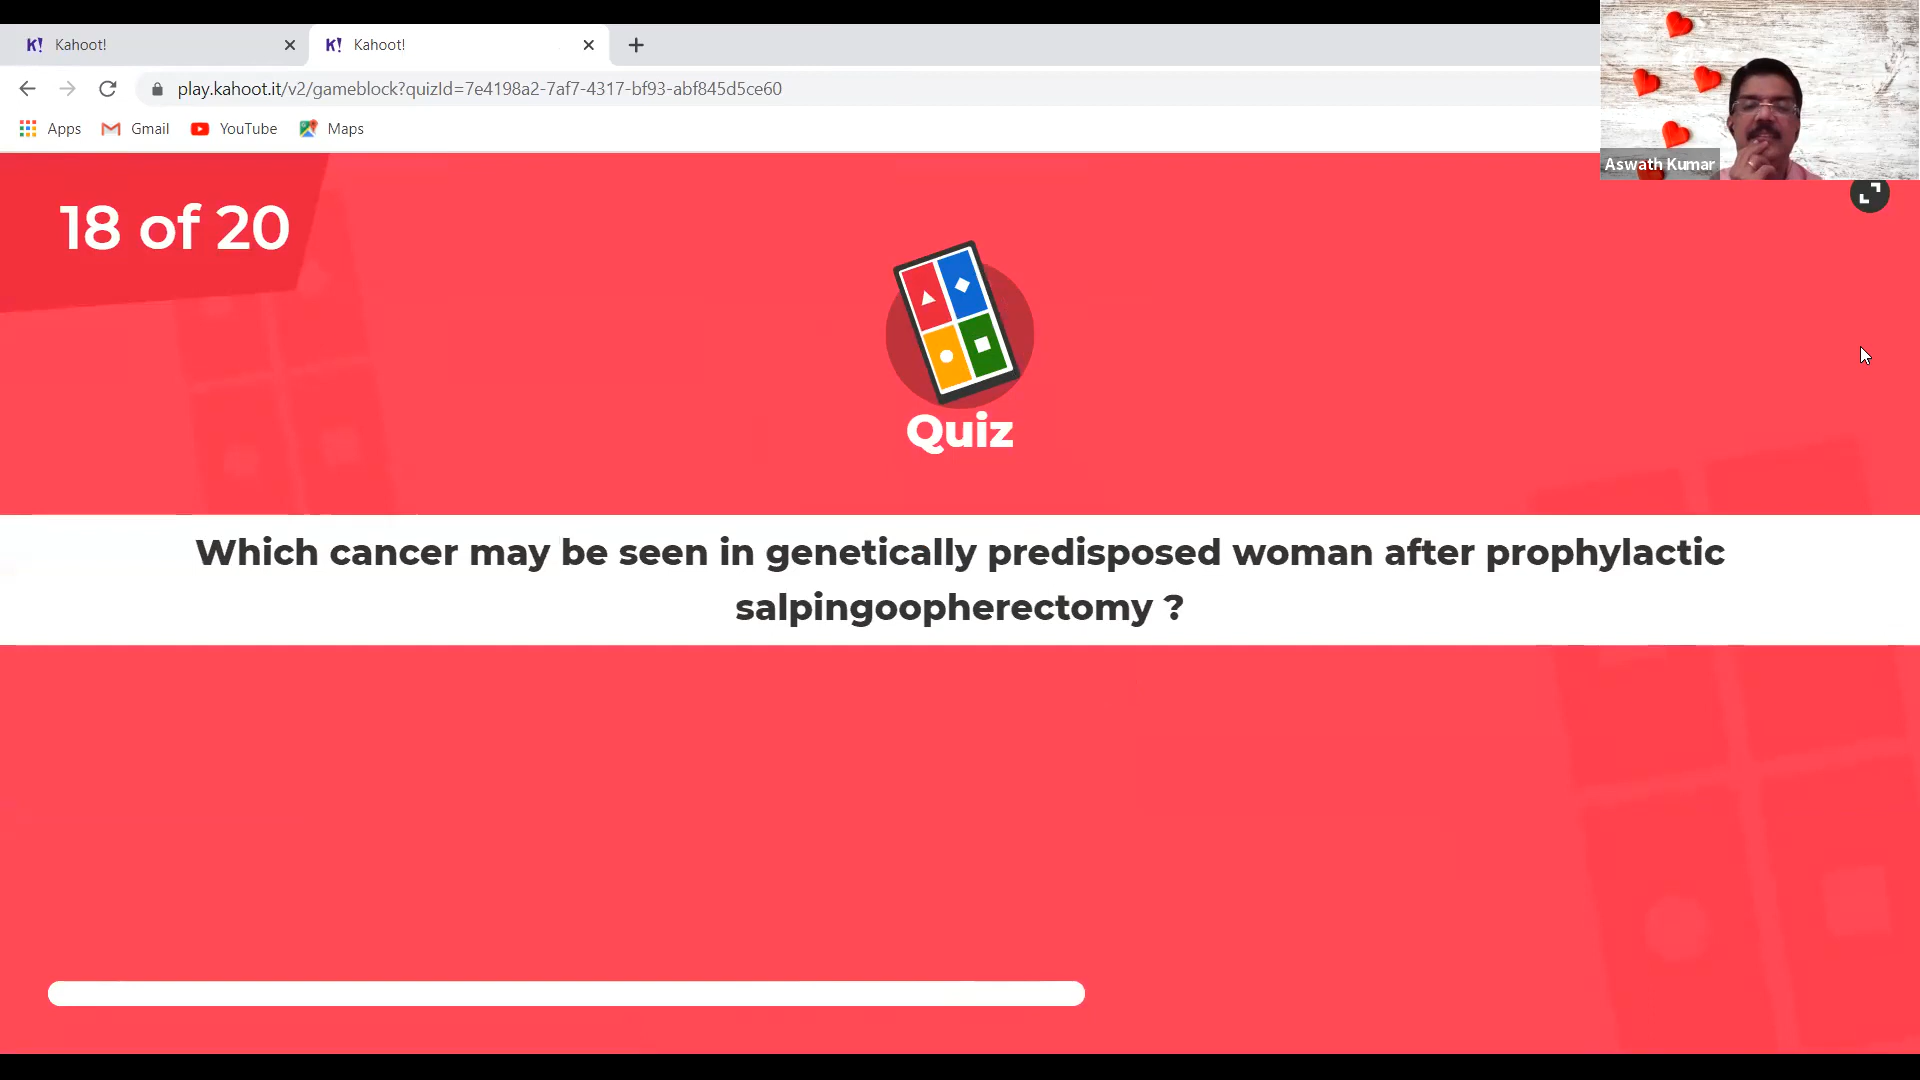 K! Kahoot!
K! Kahoot!
play.kahoot.it/v2/gameblock?quizId=7e4198a2-7af7-4317-bf93-abf845d5ce60
Apps Gmail YouTube Maps
Aswath Kumar
18 of 20
Quiz
Which cancer may be seen in genetically predisposed woman after prophylactic
salpingoopherectomy ?